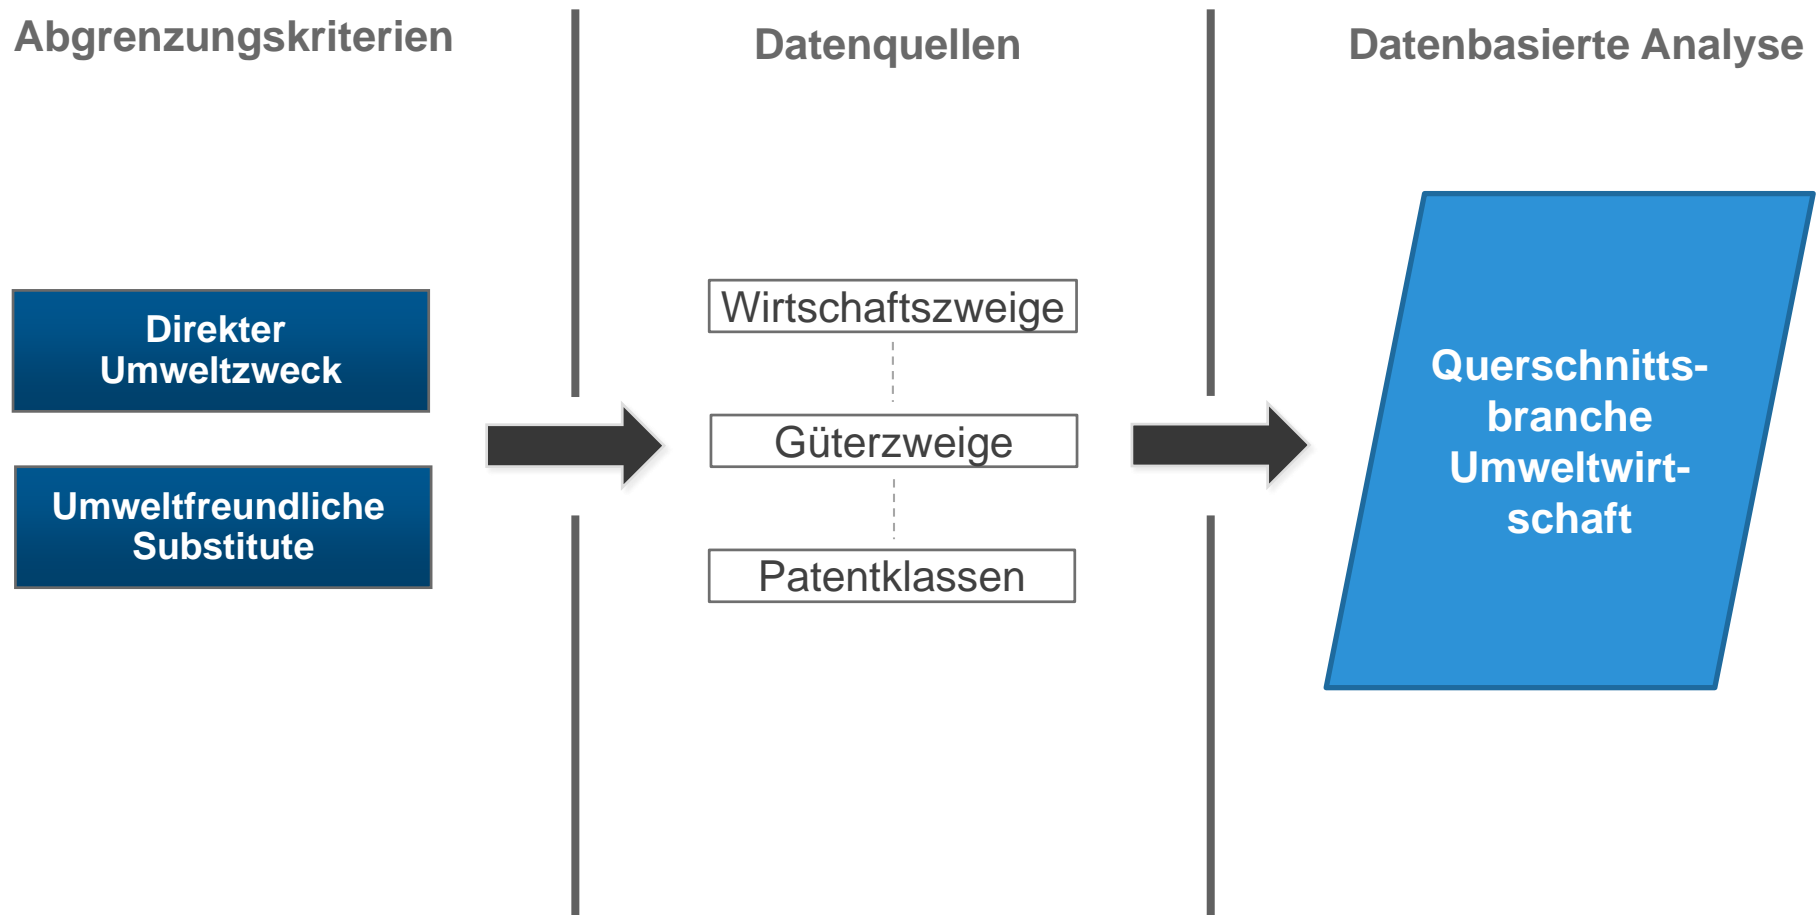 Abgrenzungskriterien
Direkter
Umweltzweck
Umweltfreundliche
Substitute
Datenquellen
Wirtschaftszweige
Güterzweige
Patentklassen
Datenbasierte Analyse
Querschnitts-
branche
Umweltwirt-
schaft